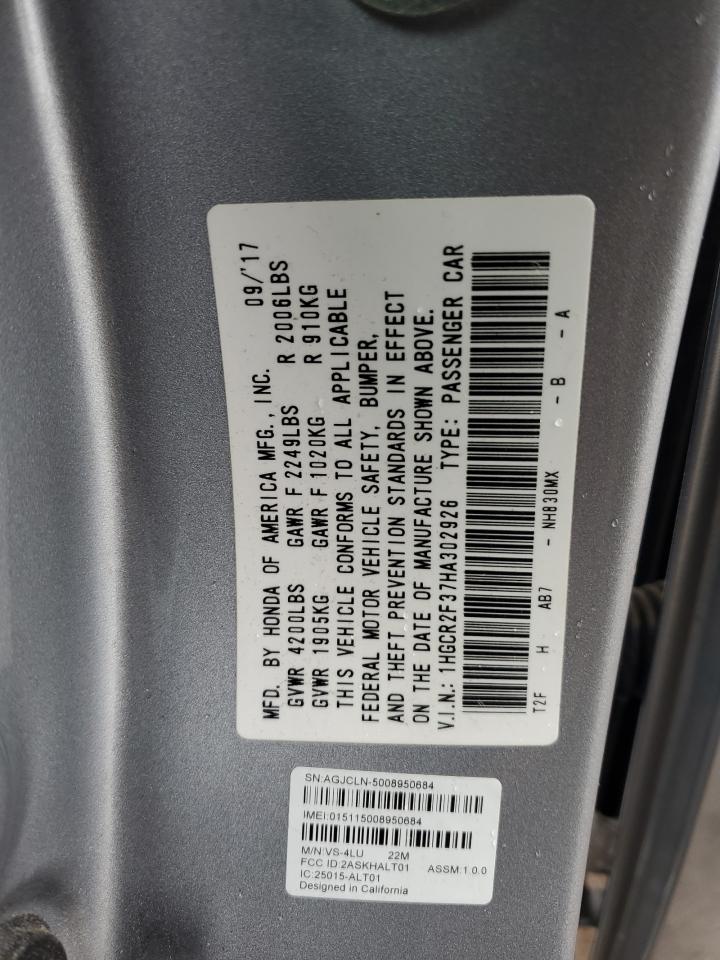 MFD. BY HONDA OF AMERICA MFG., INC. 09/'17
GVWR 4200LBS GAWR F 2249LBS R 2006LBS
GVWR 1905KG GAWR F 1020KG R 910KG
THIS VEHICLE CONFORMS TO ALL APPLICABLE
FEDERAL MOTOR VEHICLE SAFETY, BUMPER,
AND THEFT PREVENTION STANDARDS IN EFFECT
ON THE DATE OF MANUFACTURE SHOWN ABOVE.
V.I.N.: 1HGCR2F37HA302926 TYPE: PASSENGER CAR
T2F H AB7 - NH830MX - B - A
SN:AGJCLN-5008950684
IMEI:015115008950684
M/N:VS-4LU 22M
FCC ID:2ASKHALT01 ASSM:1.0.0
IC:25015-ALT01
Designed in California